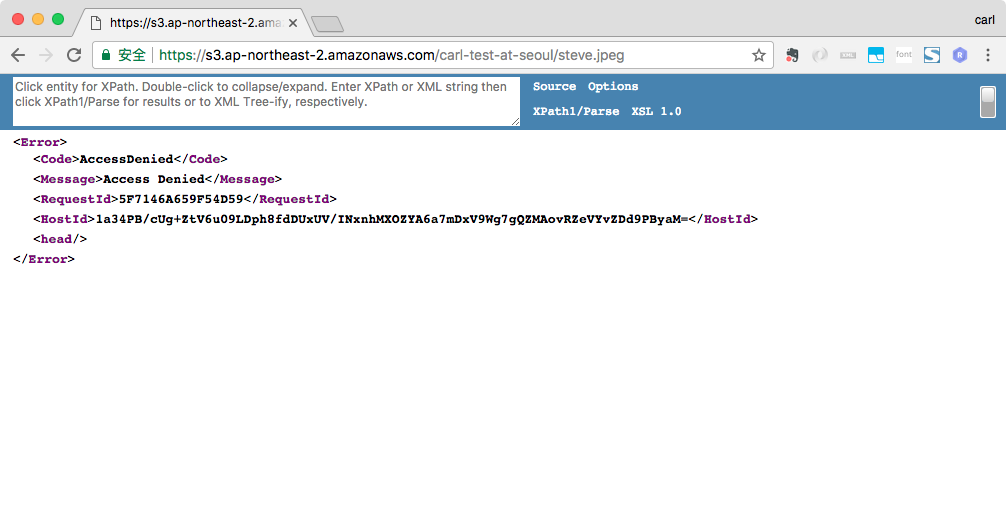 https://s3.ap-northeast-2.ama
carl
安全
https://s3.ap-northeast-2.amazonaws.com/carl-test-at-seoul/steve.jpeg
XML
font
S
R
Click entity for XPath. Double-click to collapse/expand. Enter XPath or XML string then
click XPath1/Parse for results or to XML Tree-ify, respectively.
Source Options
XPath1/Parse XSL 1.0
<Error>
<Code>AccessDenied</Code>
<Message>Access Denied</Message>
<RequestId>5F7146A659F54D59</RequestId>
<HostId>1a34PB/cUg+ZtV6uO9LDph8fdDUxUV/INxnhMXOZYA6a7mDxV9Wg7gQZMAovRZeVYvZDd9PByaM=</HostId>
<head/>
</Error>